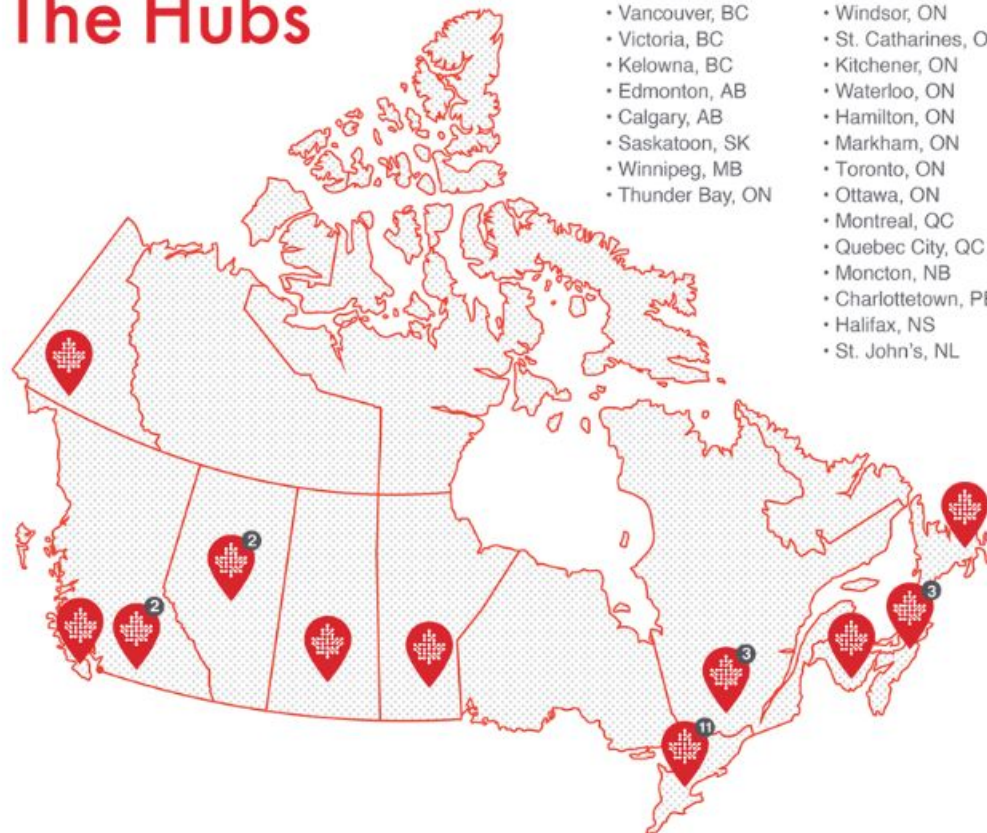 The Hubs
• Vancouver, BC
• Victoria, BC
• Kelowna, BC
• Edmonton, AB
• Calgary, AB
• Saskatoon, SK
• Winnipeg, MB
• Thunder Bay, ON
• Windsor, ON
• St. Catharines, O
• Kitchener, ON
• Waterloo, ON
• Hamilton, ON
• Markham, ON
• Toronto, ON
• Ottawa, ON
• Montreal, QC
• Quebec City, QC
• Moncton, NB
• Charlottetown, PE
• Halifax, NS
• St. John's, NL
2
2
3
3
11